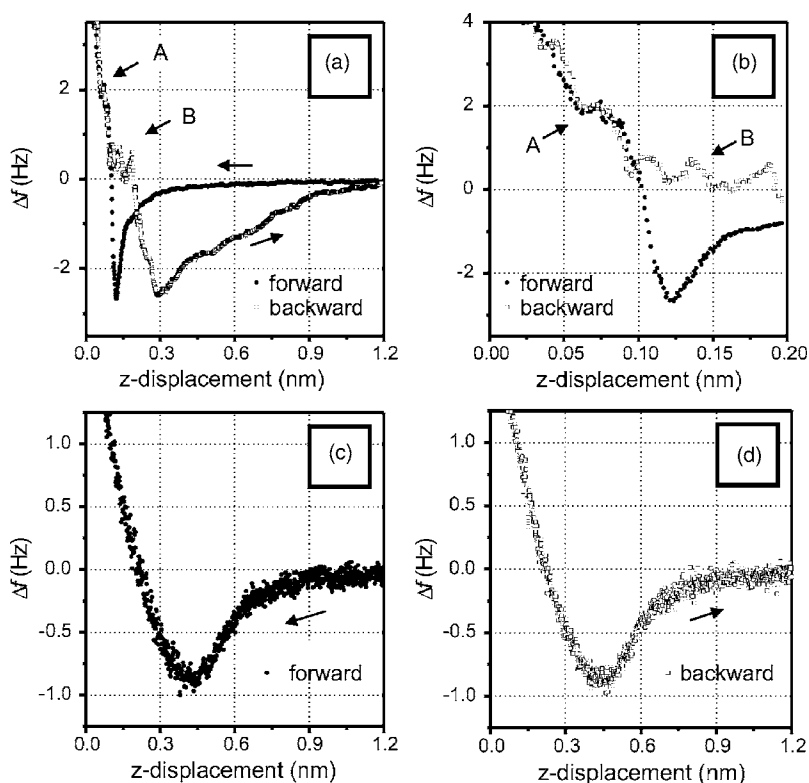 (a)
A
B
2
0
-2
Δf (Hz)
forward
backward
0.0 0.3 0.6 0.9 1.2
z-displacement (nm)
(b)
A
B
4
2
0
-2
Δf (Hz)
forward
backward
0.00 0.05 0.10 0.15 0.20
z-displacement (nm)
(c)
1.0
0.5
0.0
-0.5
-1.0
Δf (Hz)
forward
0.0 0.3 0.6 0.9 1.2
z-displacement (nm)
(d)
1.0
0.5
0.0
-0.5
-1.0
Δf (Hz)
backward
0.0 0.3 0.6 0.9 1.2
z-displacement (nm)